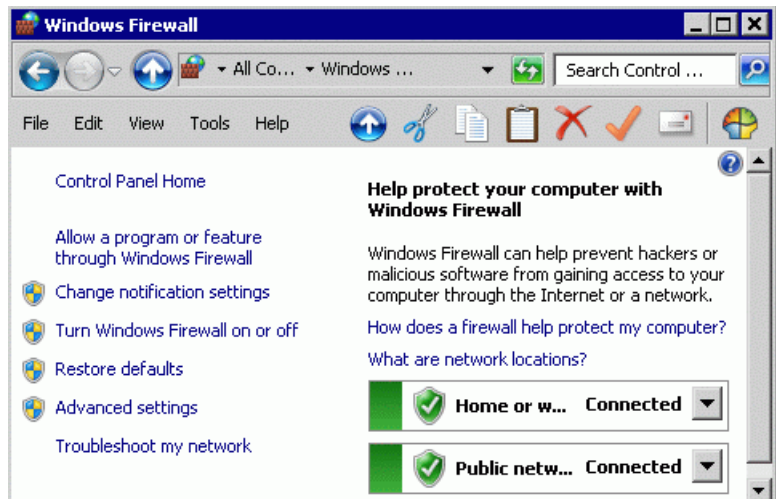 Windows Firewall
All Co... Windows ...
Search Control ...
File Edit View Tools Help
Control Panel Home
Allow a program or feature
through Windows Firewall
Change notification settings
Turn Windows Firewall on or off
Restore defaults
Advanced settings
Troubleshoot my network
Help protect your computer with
Windows Firewall
Windows Firewall can help prevent hackers or
malicious software from gaining access to your
computer through the Internet or a network.
How does a firewall help protect my computer?
What are network locations?
Home or w... Connected
Public netw... Connected